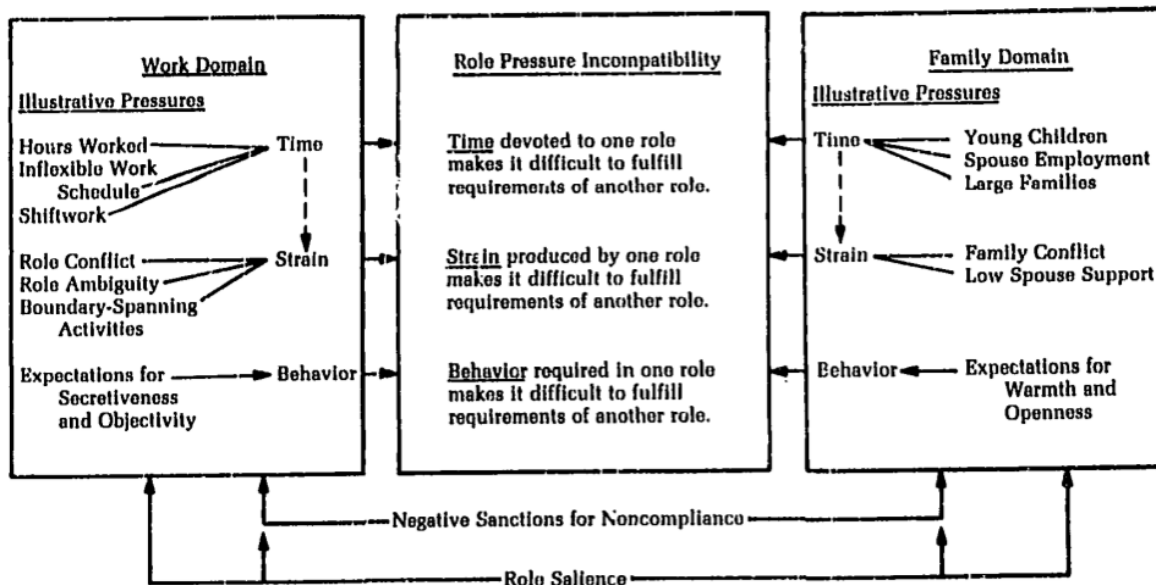 Work Domain
Illustrative Pressures
Hours Worked
Inflexible Work
Schedule
Shiftwork
Time
Role Conflict
Role Ambiguity
Boundary-Spanning
Activities
Strain
Expectations for
Secretiveness
and Objectivity
Behavior
Role Pressure Incompatibility
Time devoted to one role
makes it difficult to fulfill
requirements of another role.
Strain produced by one role
makes it difficult to fulfill
requirements of another role.
Behavior required in one role
makes it difficult to fulfill
requirements of another role.
Family Domain
Illustrative Pressures
Time
Young Children
Spouse Employment
Large Families
Strain
Family Conflict
Low Spouse Support
Behavior
Expectations for
Warmth and
Openness
Negative Sanctions for Noncompliance
Role Salience